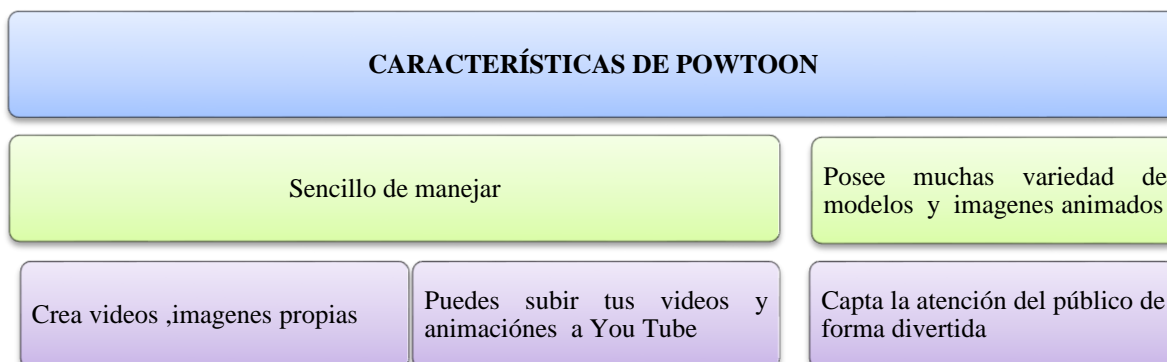 CARACTERÍSTICAS DE POWTOON
Sencillo de manejar
Posee muchas variedad de
modelos y imagenes animados
Crea videos ,imagenes propias
Puedes subir tus videos y
animaciónes a You Tube
Capta la atención del público de
forma divertida